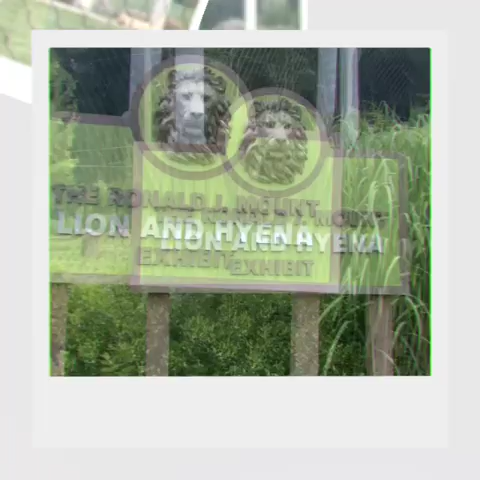 THE RONALD J. MOUNT
LION AND HYENA
EXHIBIT